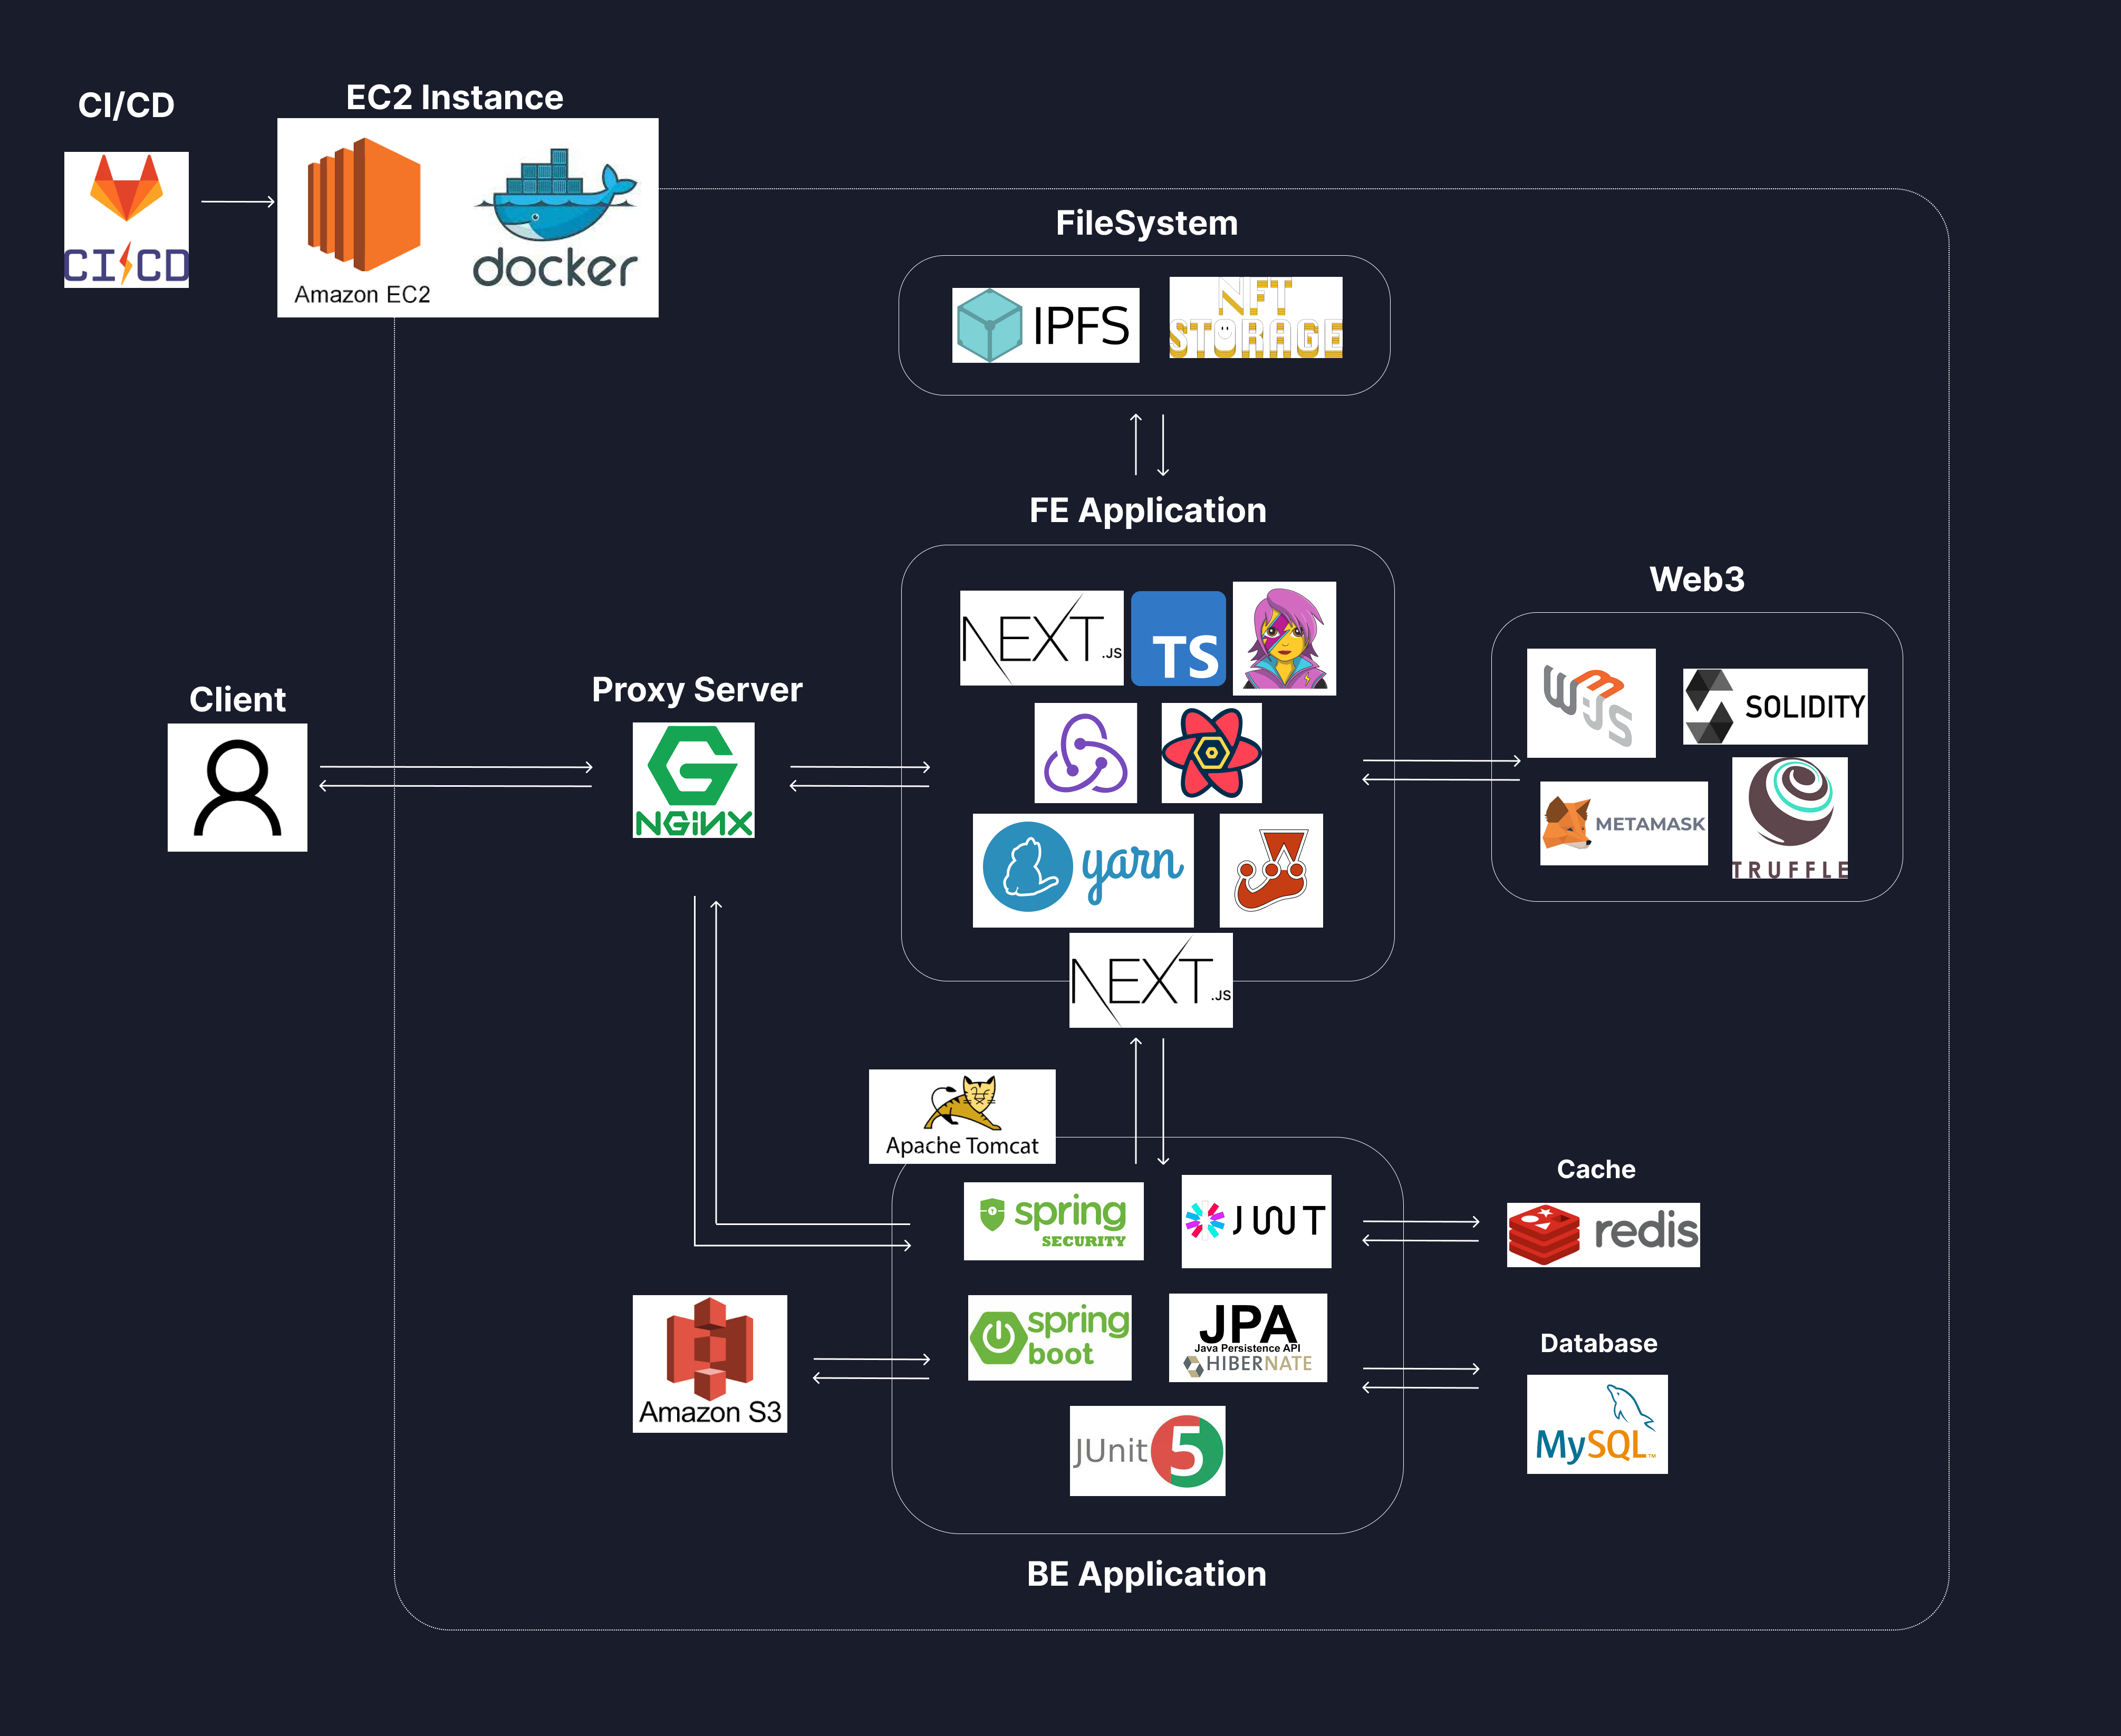 CI/CD
EC2 Instance
CI CD
Amazon EC2
docker
FileSystem
IPFS
NFT
STORAGE
FE Application
NEXT.JS
TS
Web3
W3JS
SOLIDITY
METAMASK
TRUFFLE
Client
Proxy Server
NGINX
yarn
NEXT.JS
Apache Tomcat
spring
SECURITY
JWT
Cache
redis
Amazon S3
spring
boot
JPA
Java Persistence API
HIBERNATE
Database
MySQL™
JUnit 5
BE Application